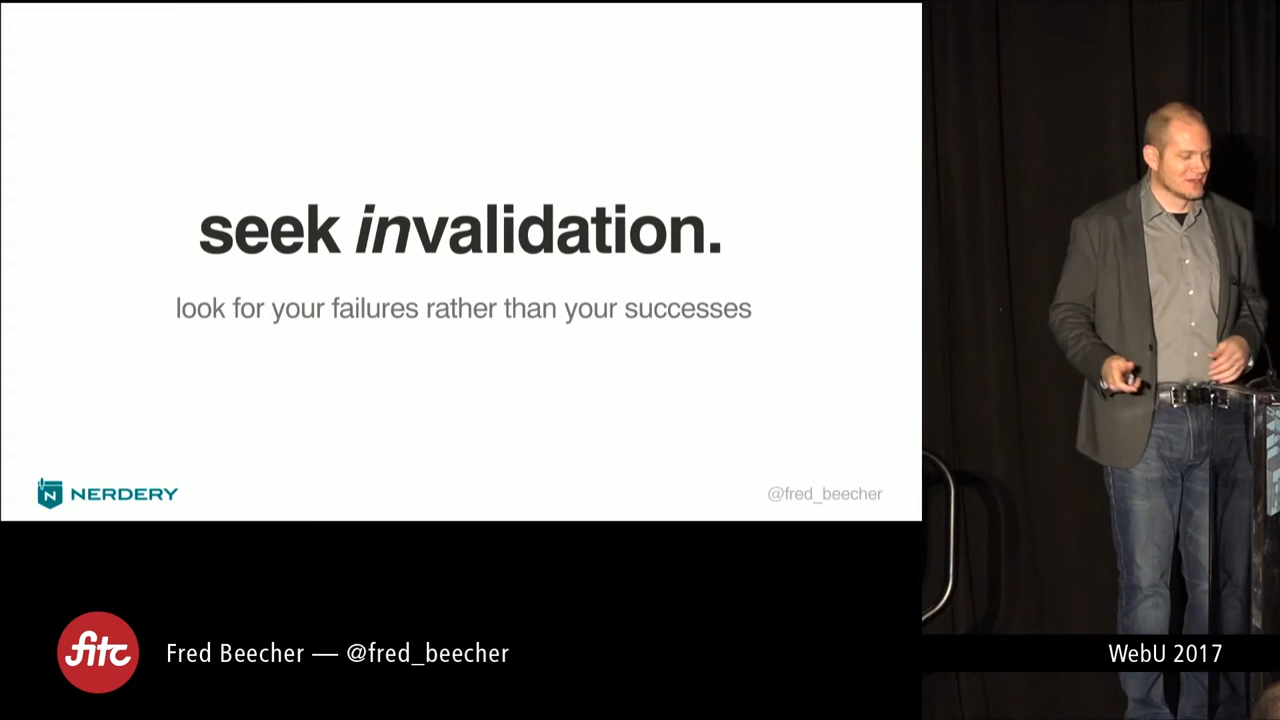 seek invalidation.
look for your failures rather than your successes
N NERDERY
@fred_beecher
fitc
Fred Beecher — @fred_beecher
WebU 2017